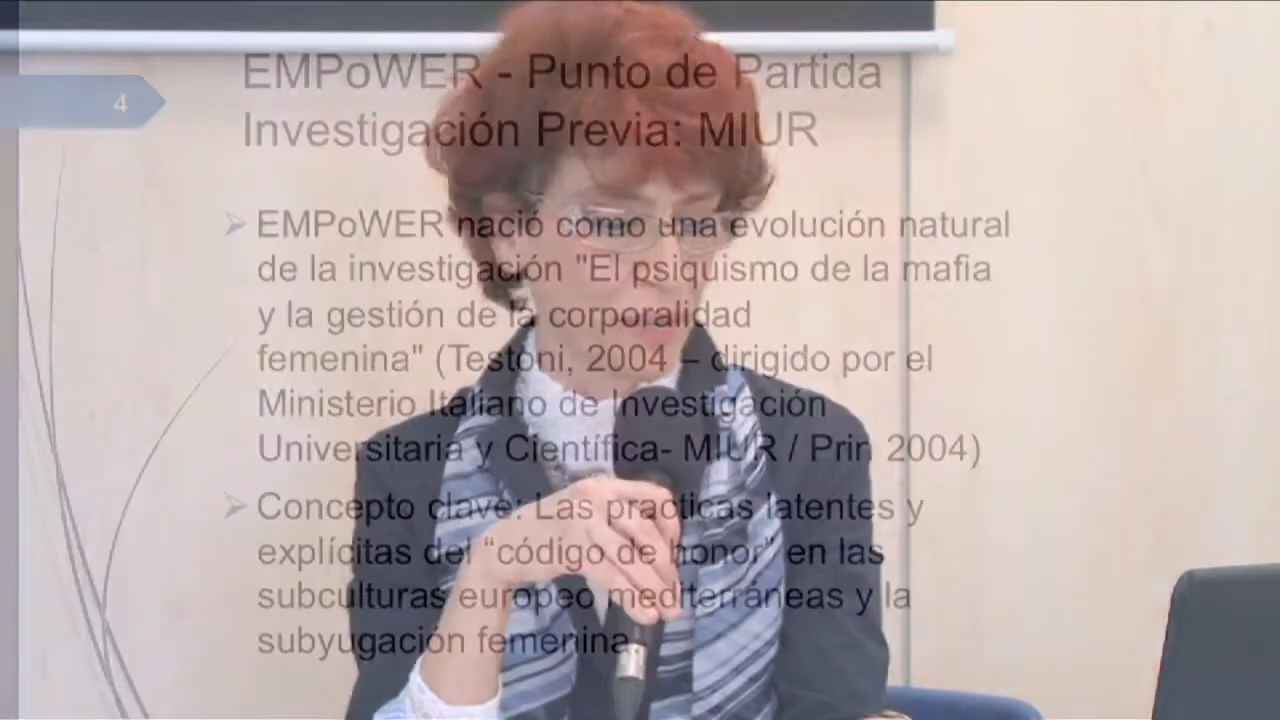 4
EMPoWER - Punto de Partida
Investigación Previa: MIUR
EMPoWER nació como una evolución natural
de la investigación "El psiquismo de la mafia
y la gestión de la corporalidad
femenina" (Testoni, 2004 – dirigido por el
Ministerio Italiano de Investigación
Universitaria y Científica- MIUR / Prin 2004)
Concepto clave: Las practicas latentes y
explícitas del “código de honor” en las
subculturas europeo mediterráneas y la
subyugación femenina